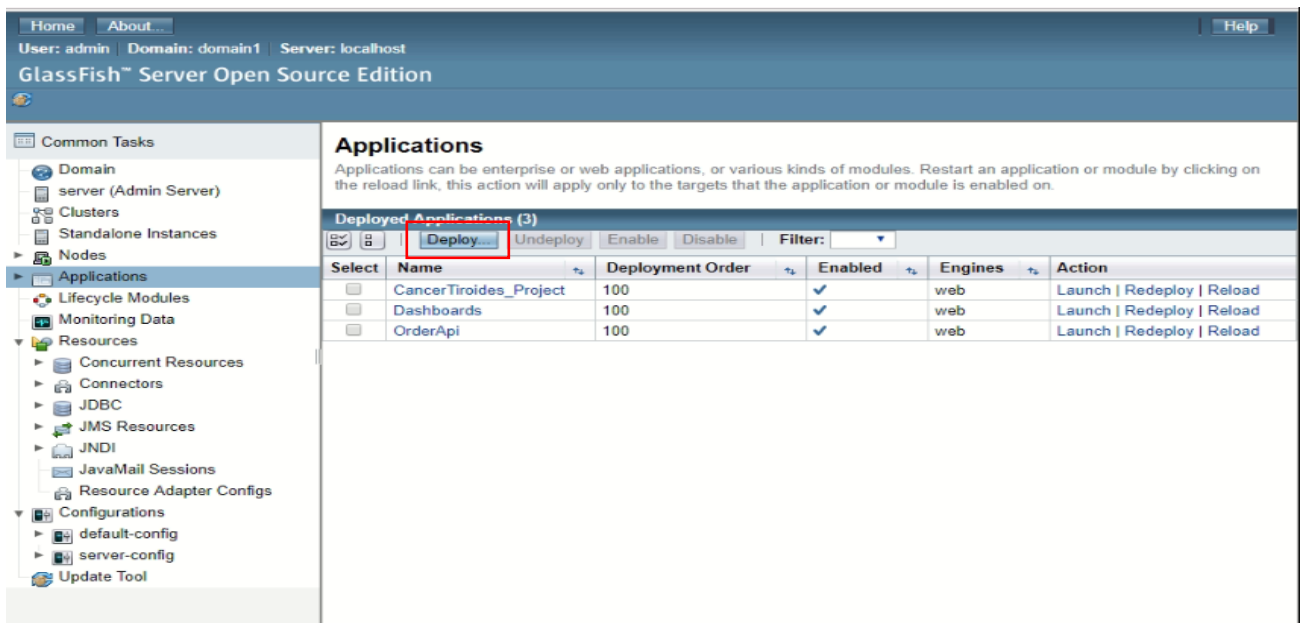 Home About... Help
User: admin Domain: domain1 Server: localhost
GlassFish™ Server Open Source Edition
Common Tasks
Domain
server (Admin Server)
Clusters
Standalone Instances
Nodes
Applications
Lifecycle Modules
Monitoring Data
Resources
Concurrent Resources
Connectors
JDBC
JMS Resources
JNDI
JavaMail Sessions
Resource Adapter Configs
Configurations
default-config
server-config
Update Tool
Applications
Applications can be enterprise or web applications, or various kinds of modules. Restart an application or module by clicking on
the reload link, this action will apply only to the targets that the application or module is enabled on.
Deployed Applications (3)
Deploy... Undeploy Enable Disable Filter:
Select Name Deployment Order Enabled Engines Action
CancerTiroides_Project 100 web Launch | Redeploy | Reload
Dashboards 100 web Launch | Redeploy | Reload
OrderApi 100 web Launch | Redeploy | Reload